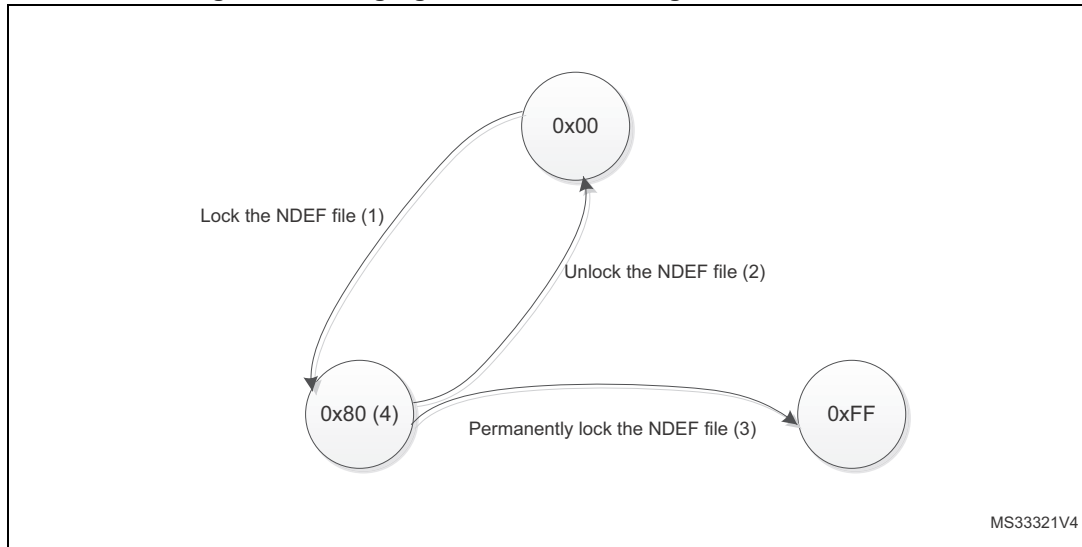 0x00
Lock the NDEF file (1)
Unlock the NDEF file (2)
0x80 (4)
Permanently lock the NDEF file (3)
0xFF
MS33321V4